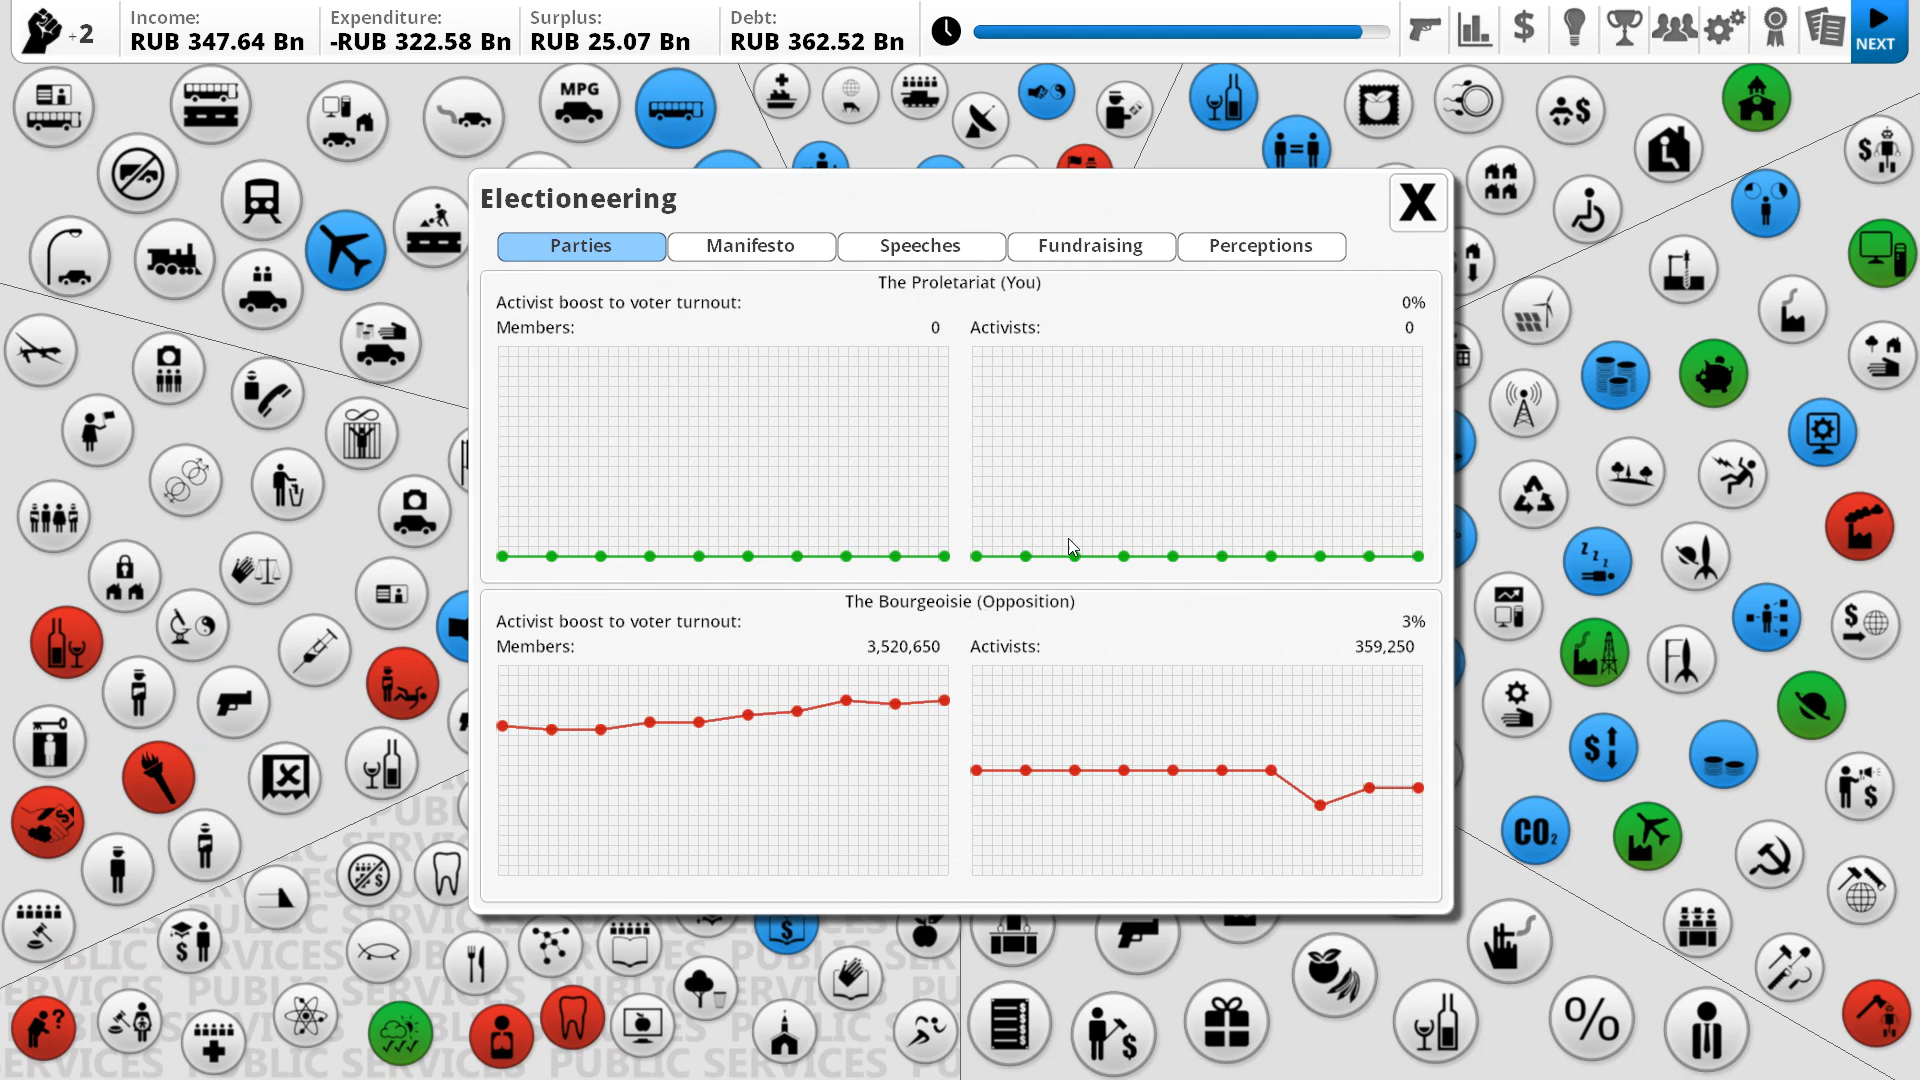 +2
Income:
RUB 347.64 Bn
Expenditure:
-RUB 322.58 Bn
Surplus:
RUB 25.07 Bn
Debt:
RUB 362.52 Bn
NEXT
MPG
Electioneering
X
Parties
Manifesto
Speeches
Fundraising
Perceptions
The Proletariat (You)
Activist boost to voter turnout:
0%
Members:
0
Activists:
0
The Bourgeoisie (Opposition)
Activist boost to voter turnout:
3%
Members:
3,520,650
Activists:
359,250
CO₂
PUBLIC SERVICES PUBLIC SERVICES